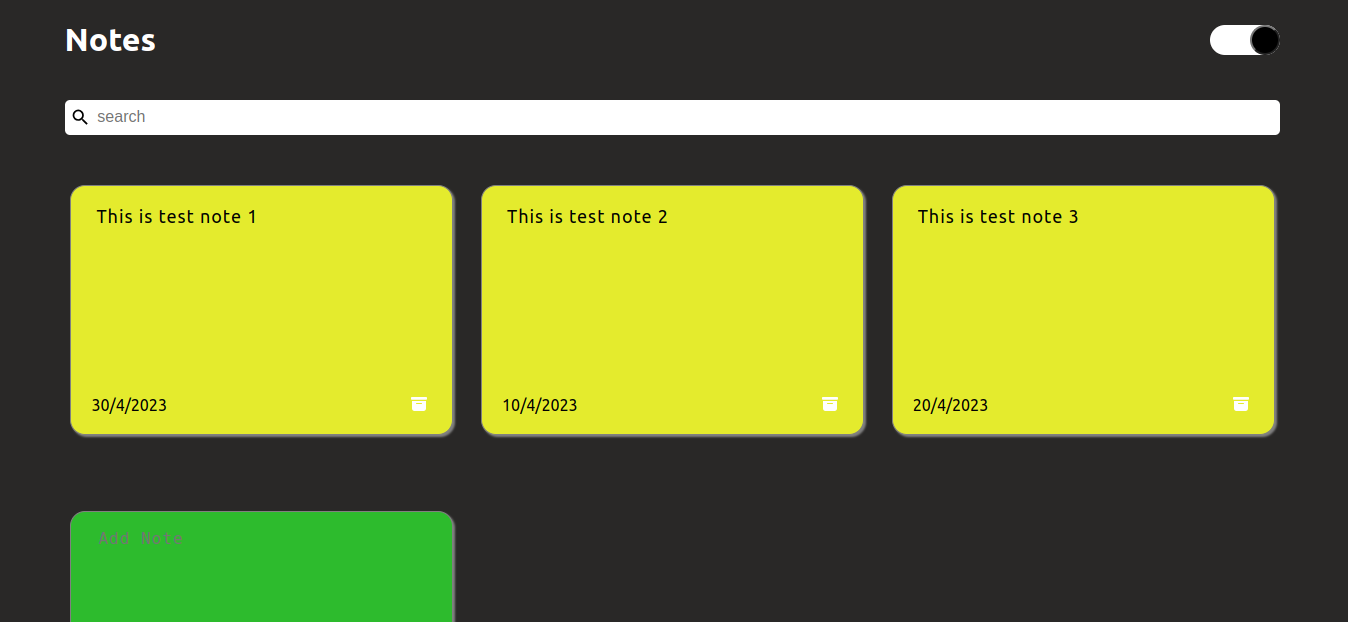 Notes
search
This is test note 1
This is test note 2
This is test note 3
30/4/2023
10/4/2023
20/4/2023
Add Note